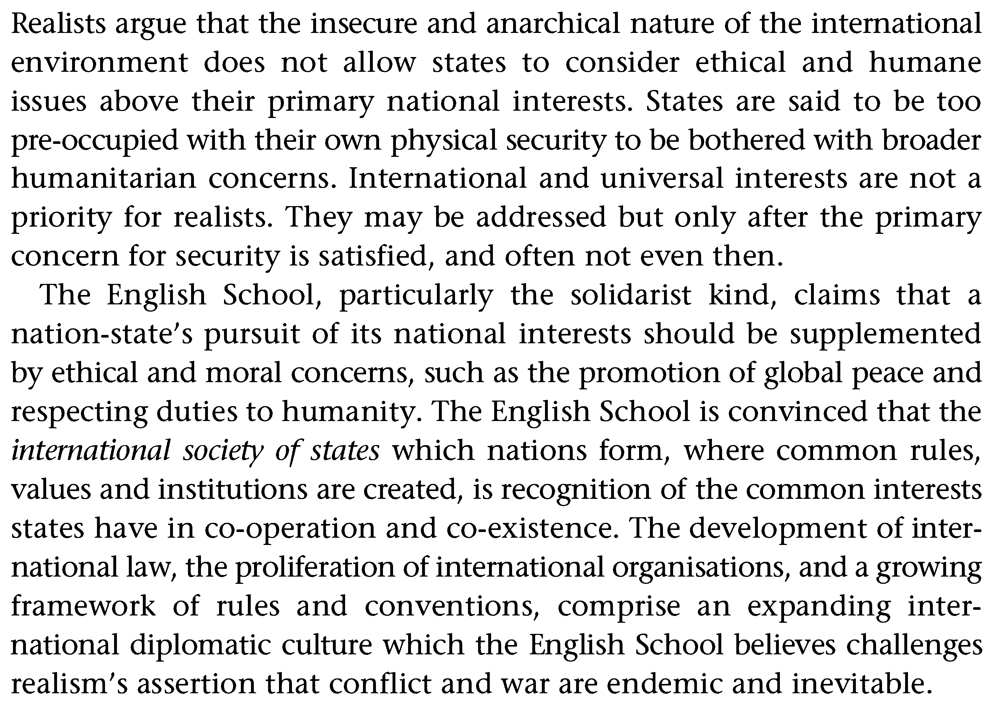 Realists argue that the insecure and anarchical nature of the international
environment does not allow states to consider ethical and humane
issues above their primary national interests. States are said to be too
pre-occupied with their own physical security to be bothered with broader
humanitarian concerns. International and universal interests are not a
priority for realists. They may be addressed but only after the primary
concern for security is satisfied, and often not even then.
The English School, particularly the solidarist kind, claims that a
nation-state's pursuit of its national interests should be supplemented
by ethical and moral concerns, such as the promotion of global peace and
respecting duties to humanity. The English School is convinced that the
international society of states which nations form, where common rules,
values and institutions are created, is recognition of the common interests
states have in co-operation and co-existence. The development of inter-
national law, the proliferation of international organisations, and a growing
framework of rules and conventions, comprise an expanding inter-
national diplomatic culture which the English School believes challenges
realism's assertion that conflict and war are endemic and inevitable.